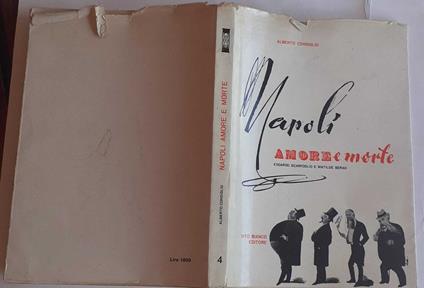 Lire 1800
NAPOLI AMORE E MORTE
ALBERTO CONSIGLIO
4
ALBERTO CONSIGLIO
Napoli
AMORE e morte
EDOARDO SCARFOGLIO E MATILDE SERAO
VITO BIANCO
EDITORE